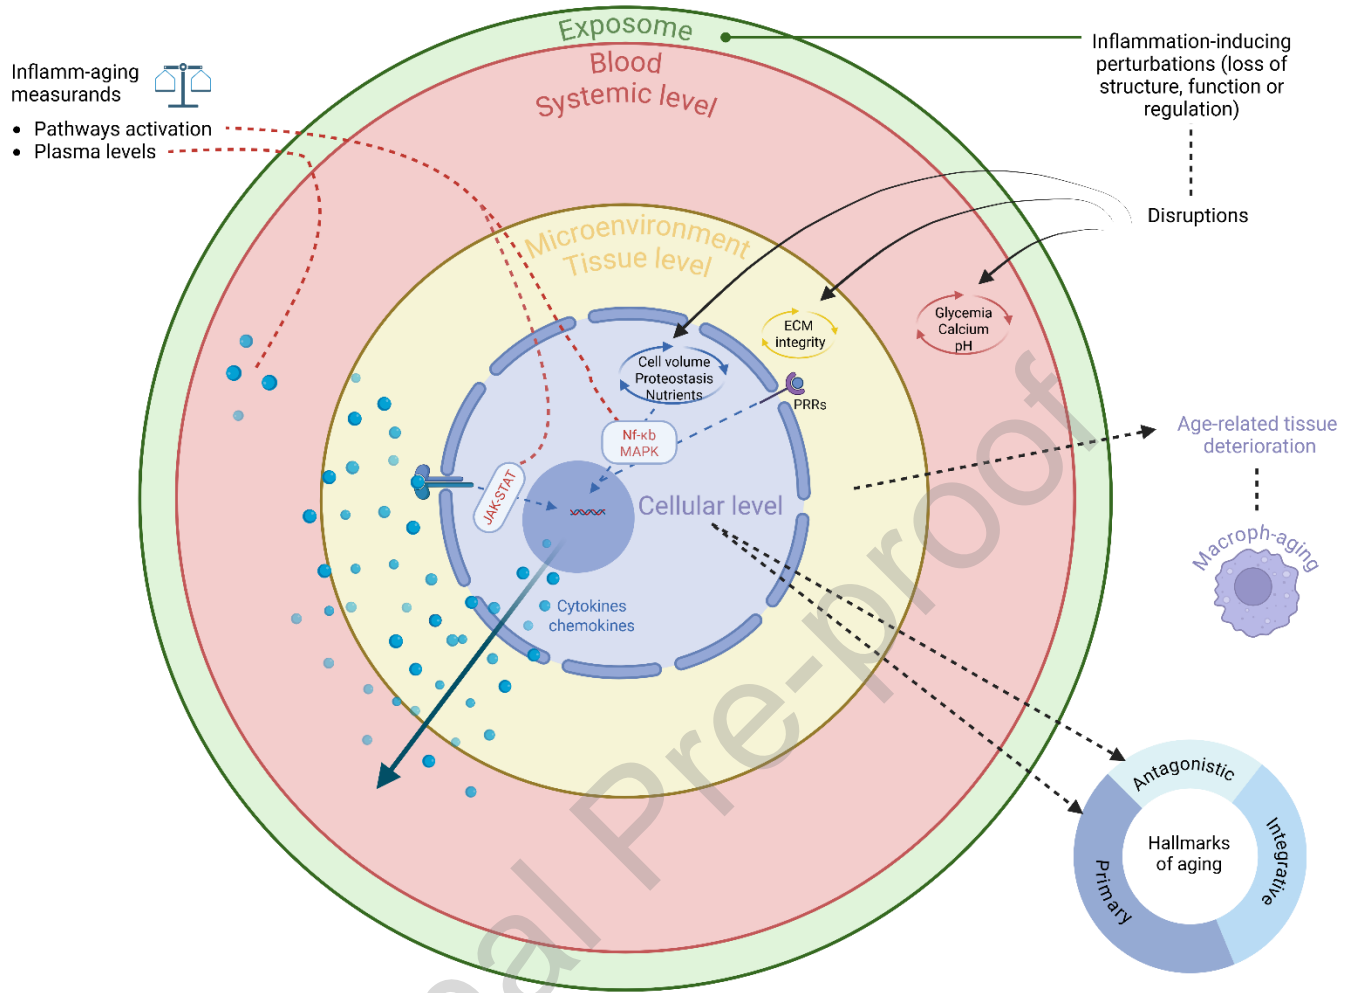 Exposome
Blood
Systemic level
Inflamm-aging
measurands
• Pathways activation
• Plasma levels
Inflammation-inducing
perturbations (loss of
structure, function or
regulation)
Disruptions
Microenvironment
Tissue level
Glycemia
Calcium
pH
ECM
integrity
Cell volume
Proteostasis
Nutrients
PRRs
Nf-κb
MAPK
JAK-STAT
Cellular level
Cytokines
chemokines
Age-related tissue
deterioration
Macroph-aging
Antagonistic
Integrative
Primary
Hallmarks
of aging
nal Pre-proof